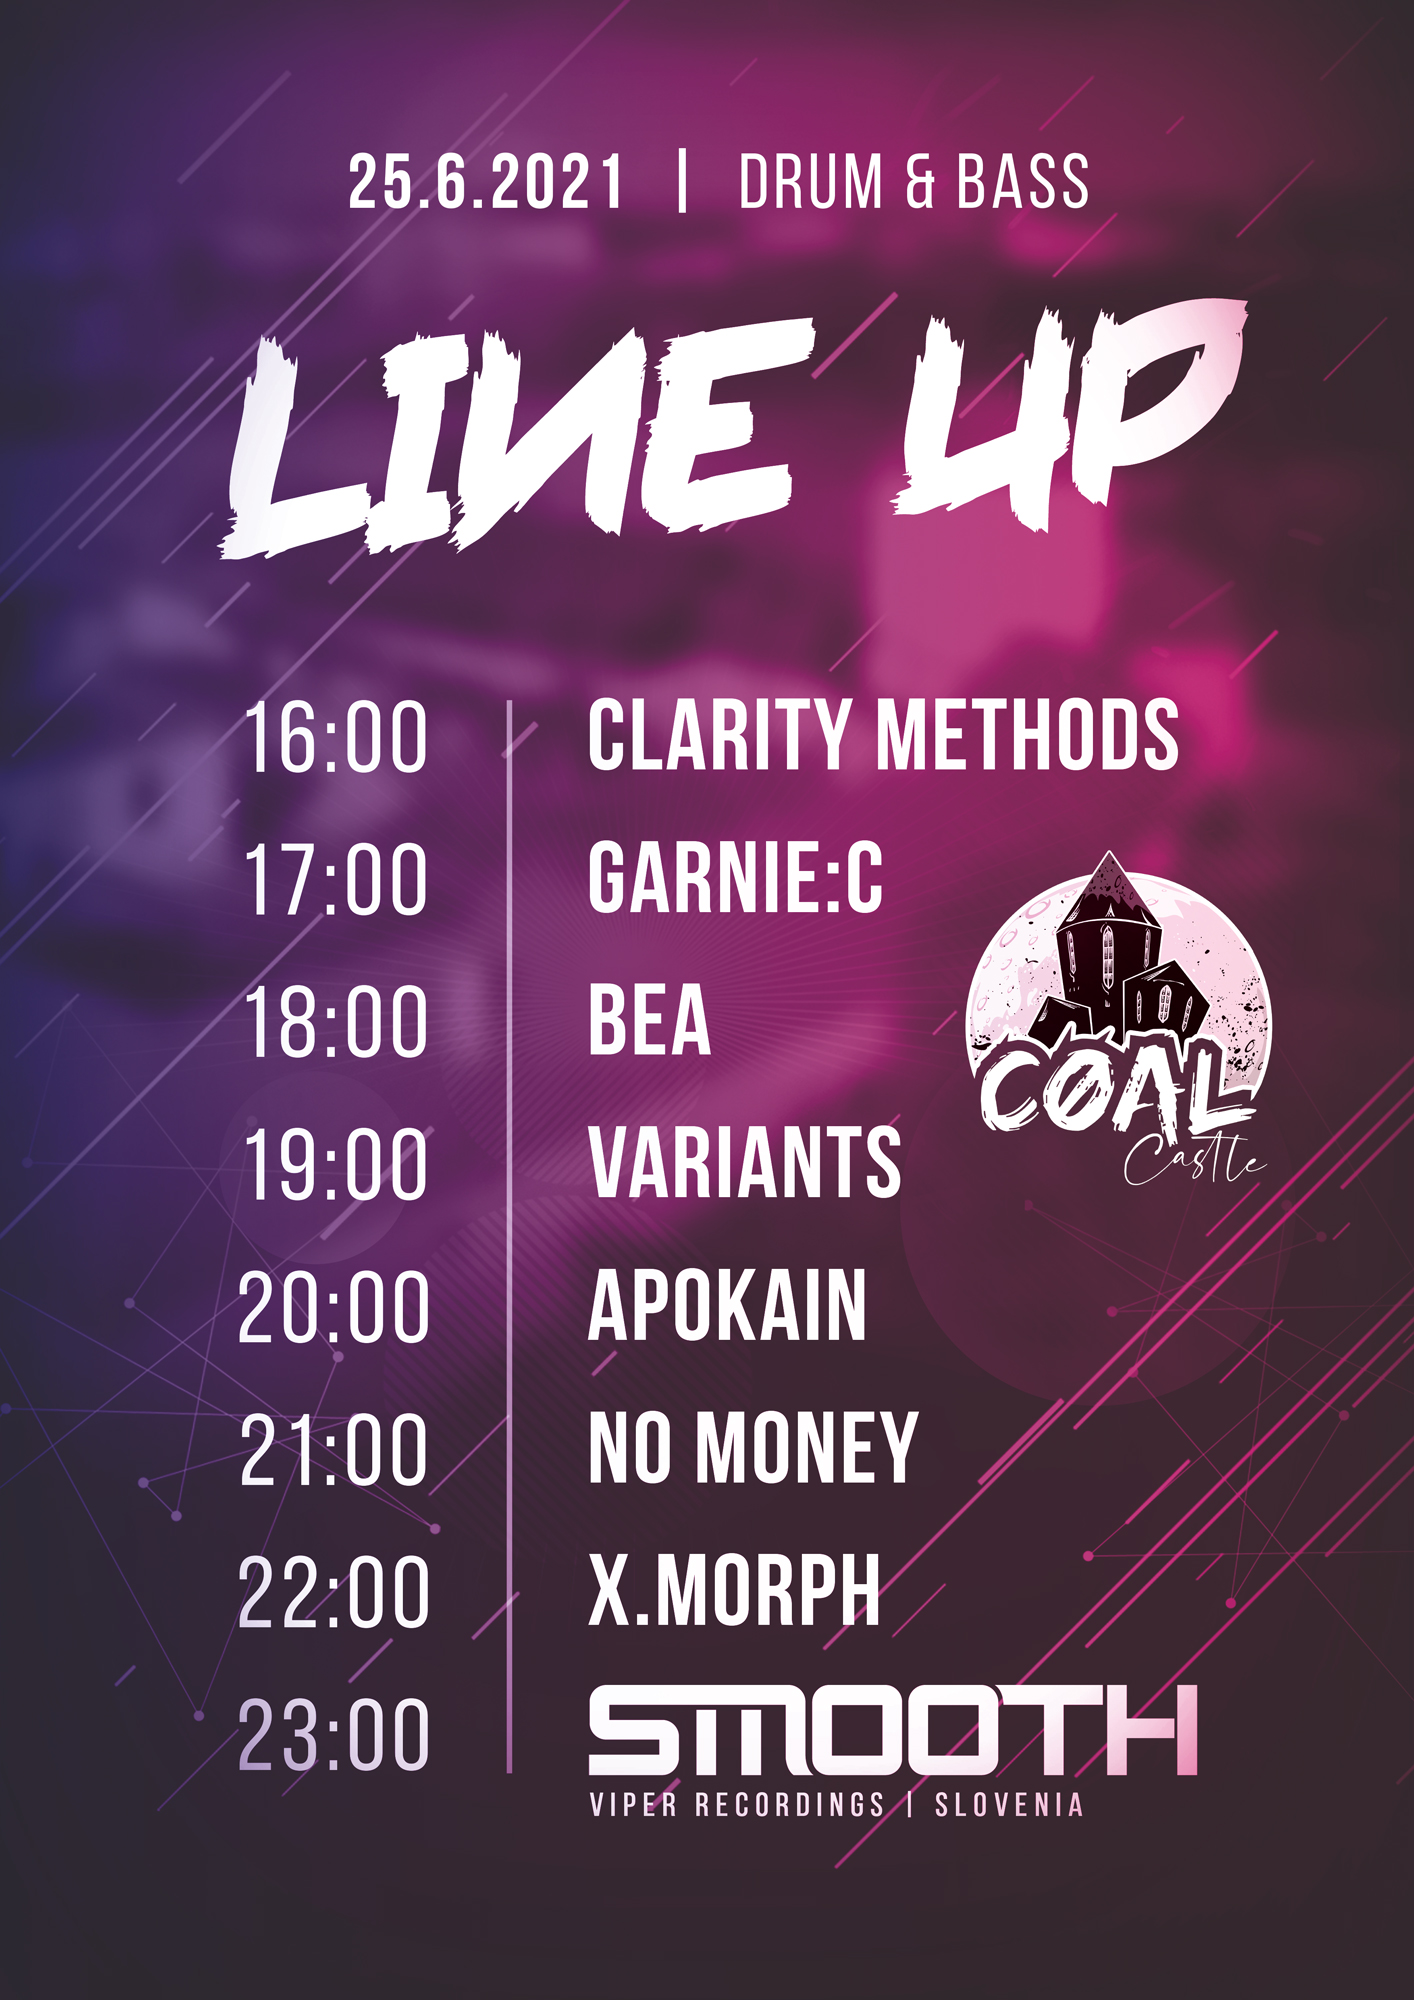 25.6.2021 | DRUM & BASS
LINE UP
16:00 CLARITY METHODS
17:00 GARNIE:C
18:00 BEA
COAL
Castle
19:00 VARIANTS
20:00 APOKAIN
21:00 NO MONEY
22:00 X.MORPH
23:00 SMOOTH
VIPER RECORDINGS | SLOVENIA